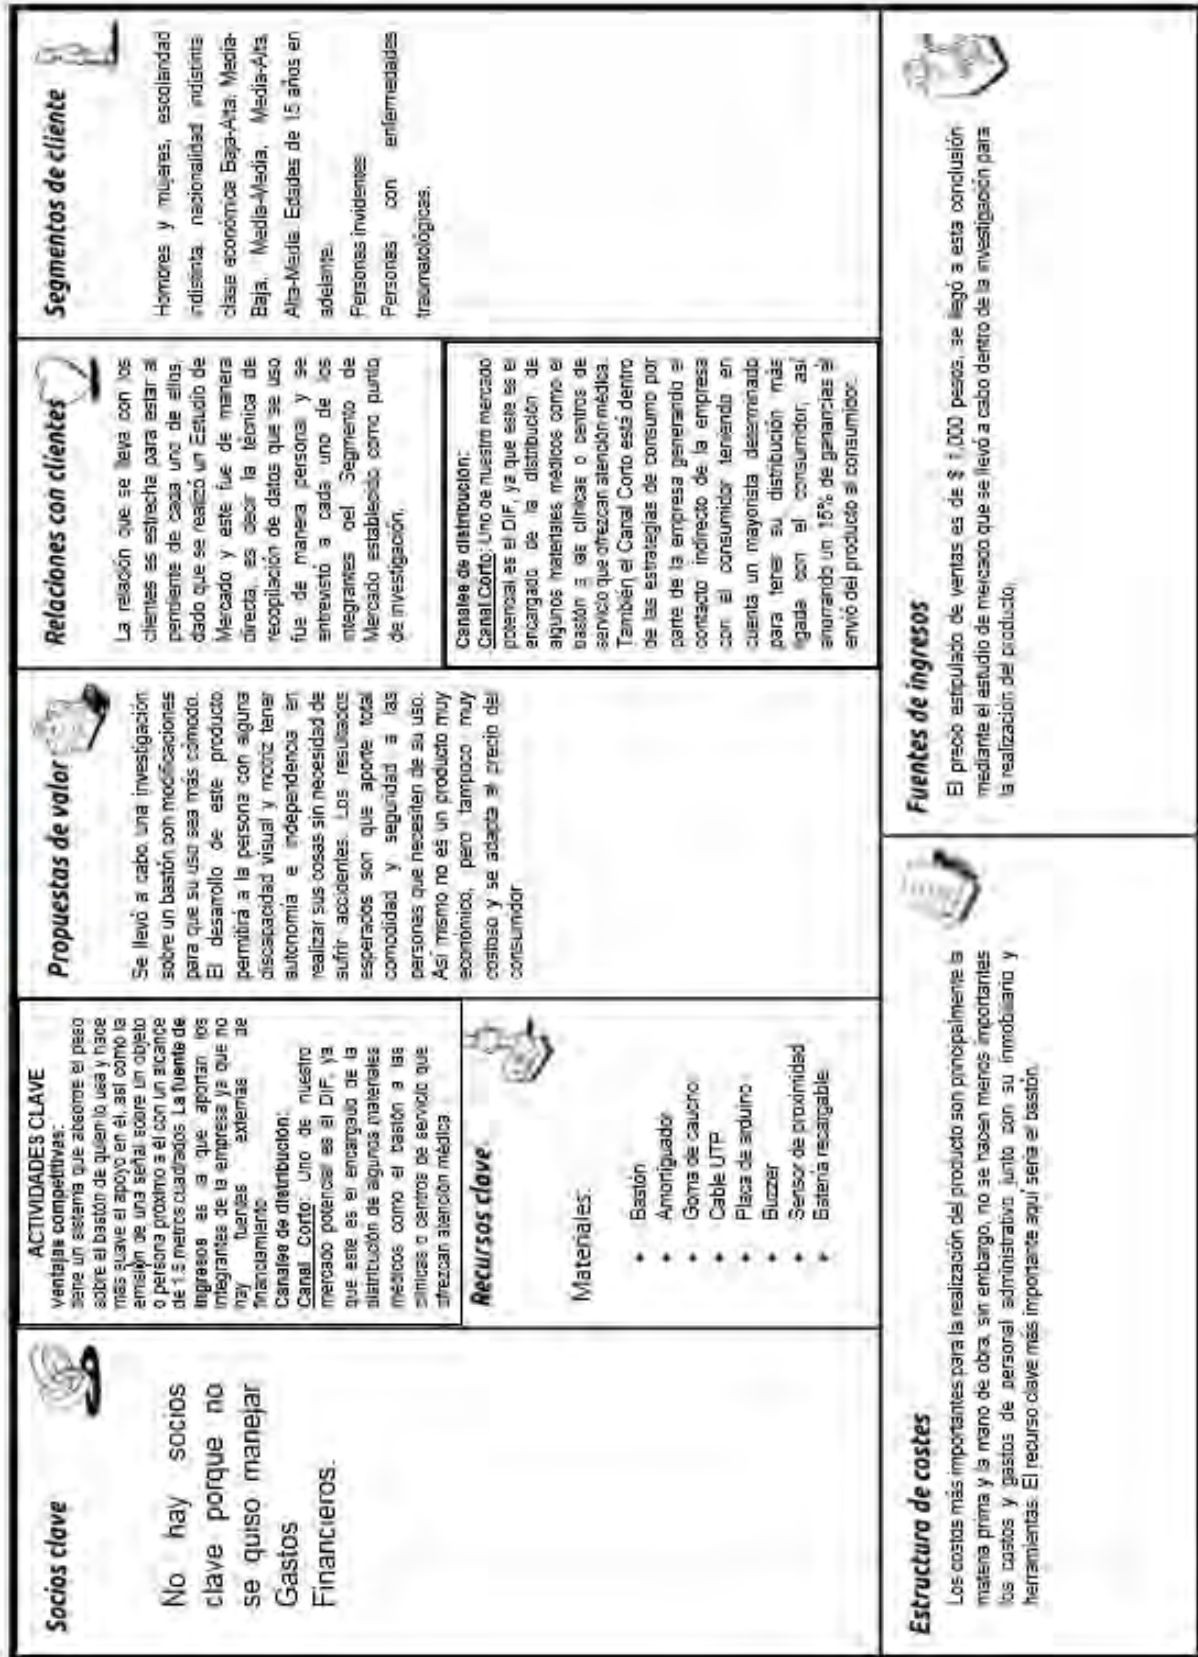 Socios clave
No hay socios
clave porque no
se quiso manejar
Gastos
Financieros.
ACTIVIDADES CLAVE
ventajas competitivas:
tiene un sistema que absorbe el peso
sobre el bastón de quien lo usa y hace
más suave el apoyo en él, así como la
emisión de una señal sobre un objeto
o persona próximo a él con un alcance
de 1.5 metros cuadrados. La fuente de
ingresos es la que aportan los
integrantes de la empresa ya que no
hay fuentes externas de
financiamiento.
Canales de distribución:
Canal Corto: Uno de nuestro
mercado potencial es el DIF, ya
que este es el encargado de la
distribución de algunos materiales
médicos como el bastón a las
clínicas o centros de servicio que
ofrezcan atención médica.
Recursos clave
Materiales:
• Bastón
• Amortiguador
• Goma de caucho
• Cable UTP
• Placa de arduino
• Buzzer
• Sensor de proximidad
• Batería recargable.
Propuestas de valor
Se llevó a cabo una investigación
sobre un bastón con modificaciones
para que su uso sea más cómodo.
El desarrollo de este producto
permitirá a la persona con alguna
discapacidad visual y motriz tener
autonomía e independencia en
realizar sus cosas sin necesidad de
sufrir accidentes. Los resultados
esperados son que aporte total
comodidad y seguridad a las
personas que necesiten de su uso.
Así mismo no es un producto muy
económico, pero tampoco muy
costoso y se adapta al precio del
consumidor
Relaciones con clientes
La relación que se lleva con los
clientes es estrecha para estar al
pendiente de cada uno de ellos,
dado que se realizó un Estudio de
Mercado y este fue de manera
directa, es decir la técnica de
recopilación de datos que se usó
fue de manera personal y se
entrevistó a cada uno de los
integrantes del Segmento de
Mercado establecido como punto
de investigación.
Canales de distribución:
Canal Corto: Uno de nuestro mercado
potencial es el DIF, ya que este es el
encargado de la distribución de
algunos materiales médicos como el
bastón a las clínicas o centros de
servicio que ofrezcan atención médica.
También el Canal Corto está dentro
de las estrategias de consumo por
parte de la empresa generando el
contacto indirecto de la empresa
con el consumidor teniendo en
cuenta un mayorista determinado
para tener su distribución más
ligada con el consumidor, así
ahorrando un 15% de ganancias el
envió del producto al consumidor.
Segmentos de cliente
Hombres y mujeres, escolaridad
indistinta, nacionalidad indistinta
clase económica Baja-Alta, Media-
Baja, Media-Media, Media-Alta,
Alta-Media. Edades de 15 años en
adelante.
Personas invidentes
Personas con enfermedades
traumatológicas.
Estructura de costes
Los costos más importantes para la realización del producto son principalmente la
materia prima y la mano de obra, sin embargo, no se hacen menos importantes
los costos y gastos de personal administrativo junto con su inmobiliario y
herramientas. El recurso clave más importante aquí sería el bastón.
Fuentes de ingresos
El precio estipulado de ventas es de $ 1,000 pesos, se llegó a esta conclusión
mediante el estudio de mercado que se llevó a cabo dentro de la investigación para
la realización del producto.